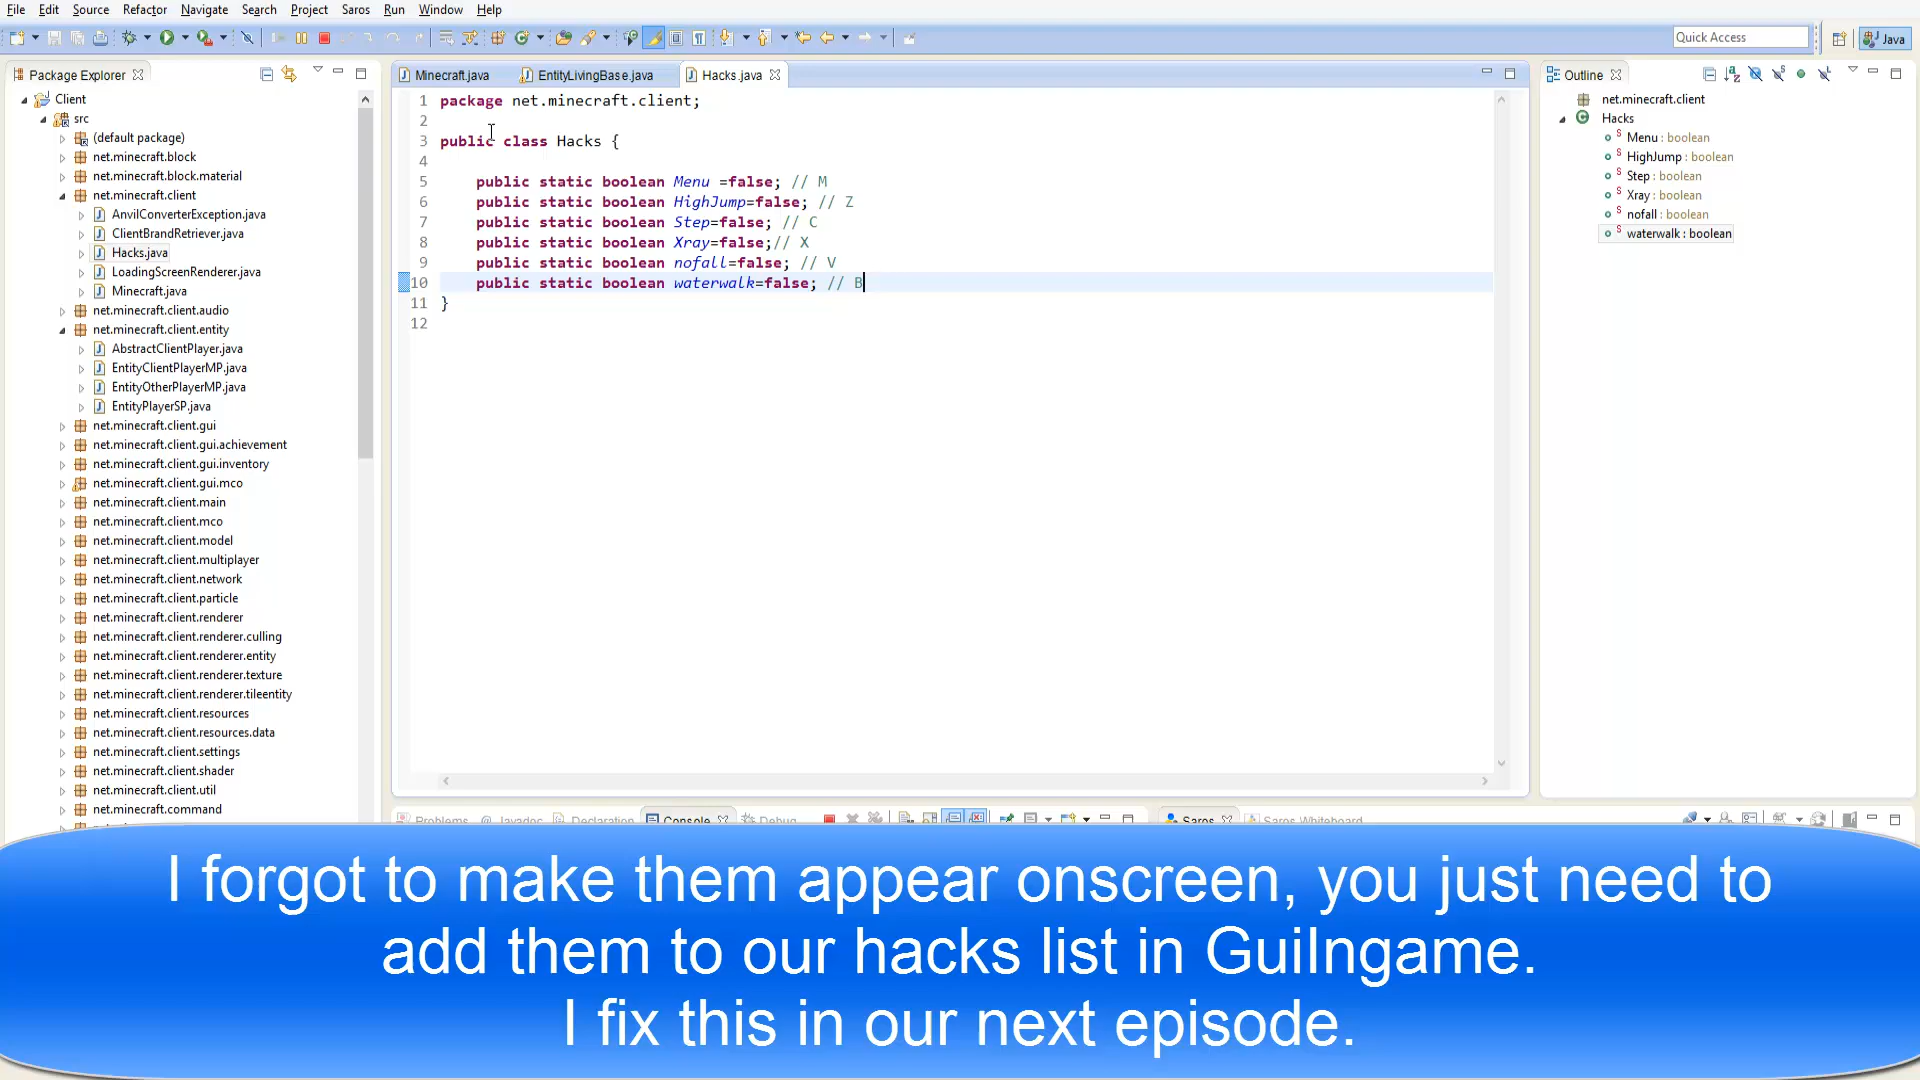 File Edit Source Refactor Navigate Search Project Saros Run Window Help
Quick Access
Java
Package Explorer
Client
src
(default package)
net.minecraft.block
net.minecraft.block.material
net.minecraft.client
AnvilConverterException.java
ClientBrandRetriever.java
Hacks.java
LoadingScreenRenderer.java
Minecraft.java
net.minecraft.client.audio
net.minecraft.client.entity
AbstractClientPlayer.java
EntityClientPlayerMP.java
EntityOtherPlayerMP.java
EntityPlayerSP.java
net.minecraft.client.gui
net.minecraft.client.gui.achievement
net.minecraft.client.gui.inventory
net.minecraft.client.gui.mco
net.minecraft.client.main
net.minecraft.client.mco
net.minecraft.client.model
net.minecraft.client.multiplayer
net.minecraft.client.network
net.minecraft.client.particle
net.minecraft.client.renderer
net.minecraft.client.renderer.culling
net.minecraft.client.renderer.entity
net.minecraft.client.renderer.texture
net.minecraft.client.renderer.tileentity
net.minecraft.client.resources
net.minecraft.client.resources.data
net.minecraft.client.settings
net.minecraft.client.shader
net.minecraft.client.util
net.minecraft.command
Minecraft.java EntityLivingBase.java Hacks.java
1 package net.minecraft.client;
2
3 public class Hacks {
4
5 public static boolean Menu =false; // M
6 public static boolean HighJump=false; // Z
7 public static boolean Step=false; // C
8 public static boolean Xray=false;// X
9 public static boolean nofall=false; // V
10 public static boolean waterwalk=false; // B
11 }
12
Outline
net.minecraft.client
Hacks
Menu : boolean
HighJump : boolean
Step : boolean
Xray : boolean
nofall : boolean
waterwalk : boolean
Problems @ Javadoc Declaration Console Debug
Saros Saros Whiteboard
I forgot to make them appear onscreen, you just need to
add them to our hacks list in GuiIngame.
I fix this in our next episode.